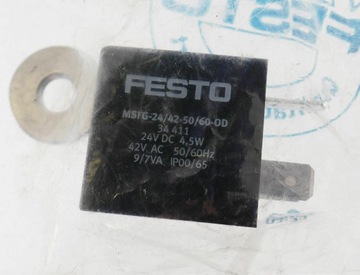 FESTO
FESTO
MSFG-24/42-50/60-OD
34 411
24V DC 4,5W
42V AC 50/60Hz
9/7VA IP00/65